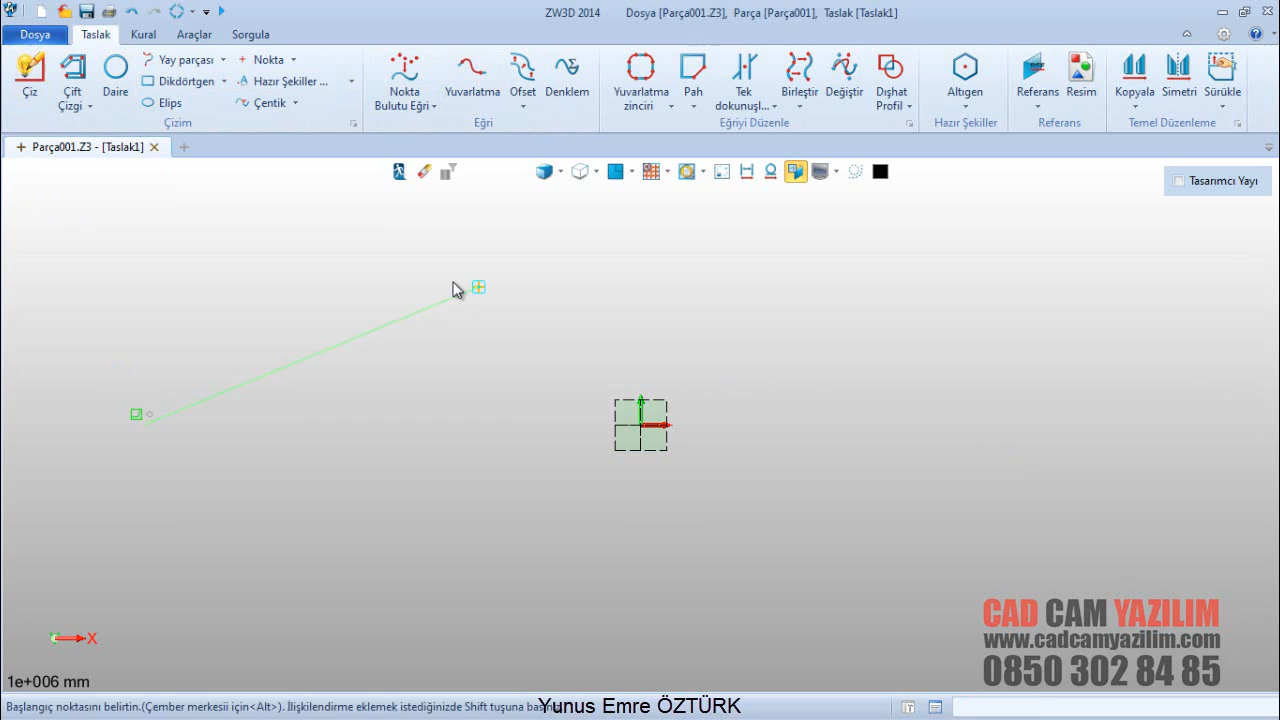 ZW3D 2014 Dosya [Parça001.Z3], Parça [Parça001], Taslak [Taslak1]
Dosya Taslak Kural Araçlar Sorgula
Çiz
Çift Çizgi
Daire
Yay parçası
Dikdörtgen
Elips
Nokta
Hazır Şekiller ...
Çentik
Çizim
Nokta Bulutu Eğri
Yuvarlatma
Ofset
Denklem
Eğri
Yuvarlatma zinciri
Pah
Tek dokunuşl...
Birleştir
Değiştir
Dışhat Profil
Eğriyi Düzenle
Altıgen
Hazır Şekiller
Referans
Resim
Referans
Kopyala
Simetri
Sürükle
Temel Düzenleme
Parça001.Z3 - [Taslak1]
Tasarımcı Yayı
X
1e+006 mm
CAD CAM YAZILIM
www.cadcamyazilim.com
0850 302 84 85
Başlangıç noktasını belirtin.(Çember merkesii için<Alt>). İlişkilendirme eklemek istediğinizde Shift tuşuna
Yunus Emre ÖZTÜRK